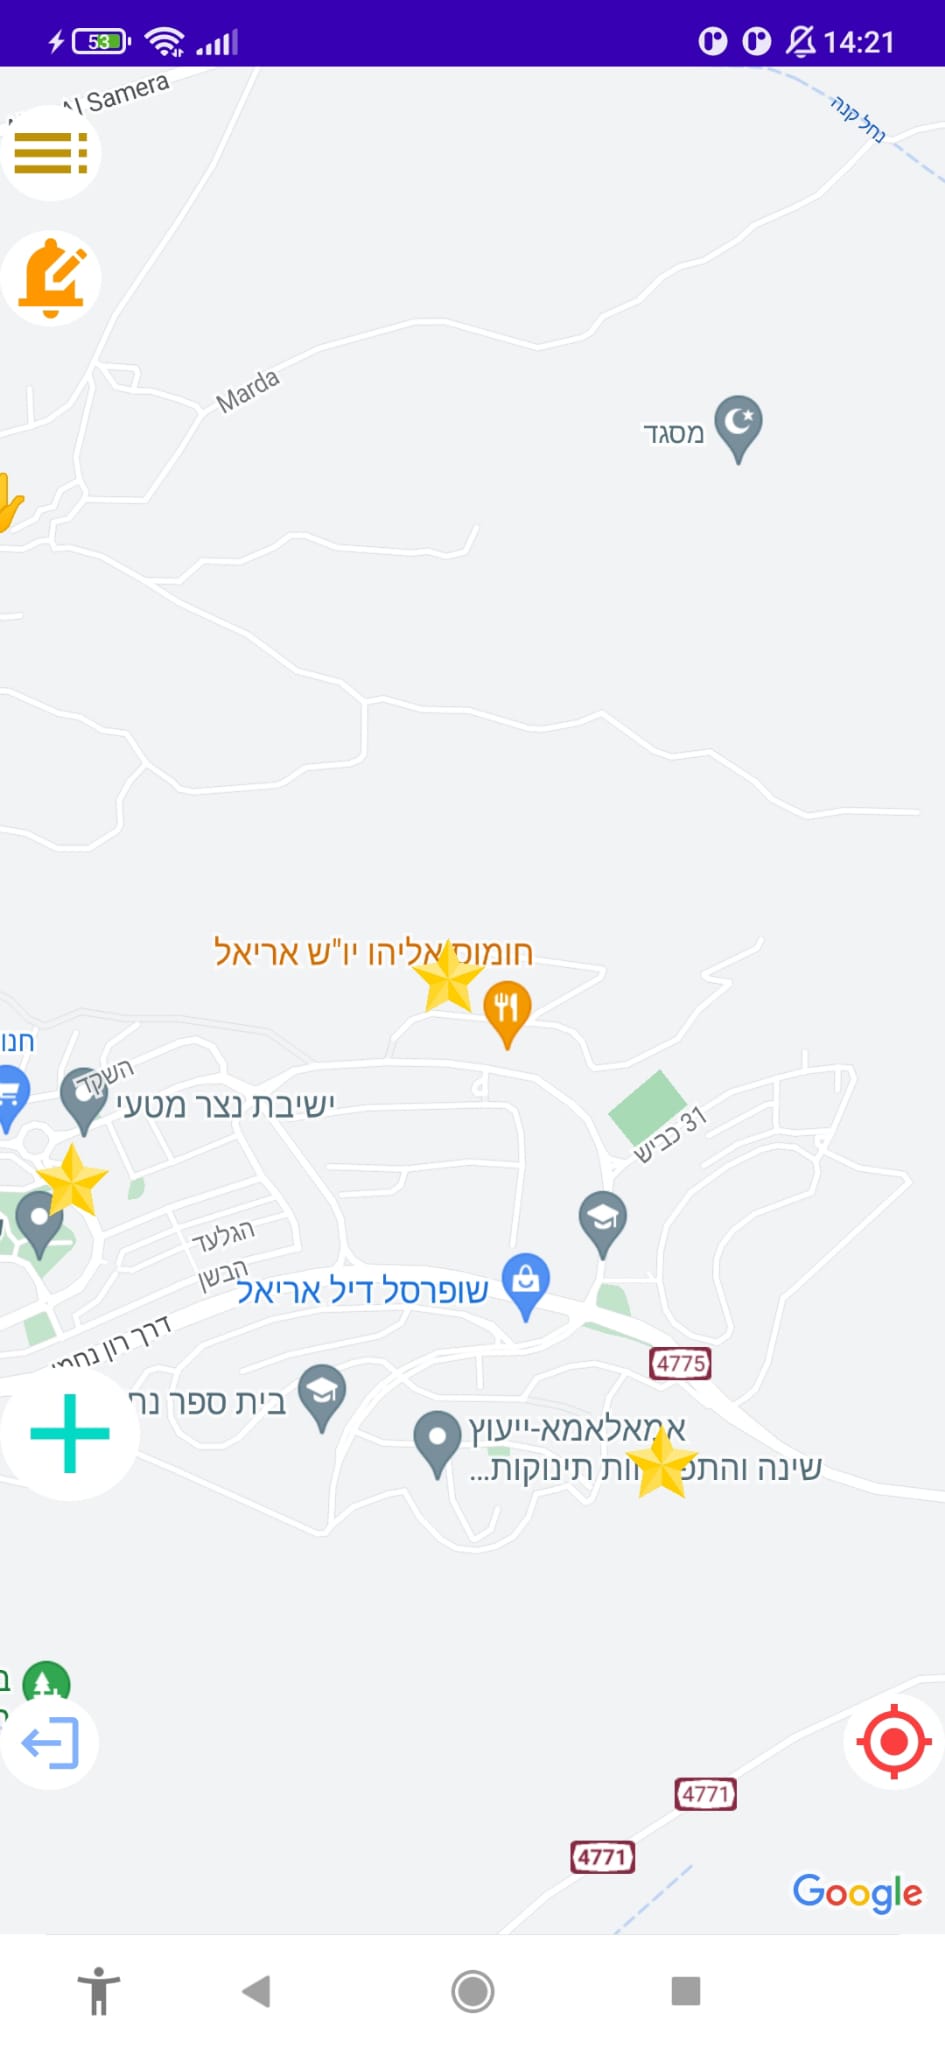 53
14:21
Al Samera
נחל קנה
Marda
מסגד
חומוס אליהו יו"ש אריאל
חנו
השקד
ישיבת נצר מטעי
כביש 31
הגלעד
הבשן
שופרסל דיל אריאל
דרך רון נחמן
4775
בית ספר נח
אמאלאמא-ייעוץ
שינה והתפתחות תינוקות...
4771
4771
Google